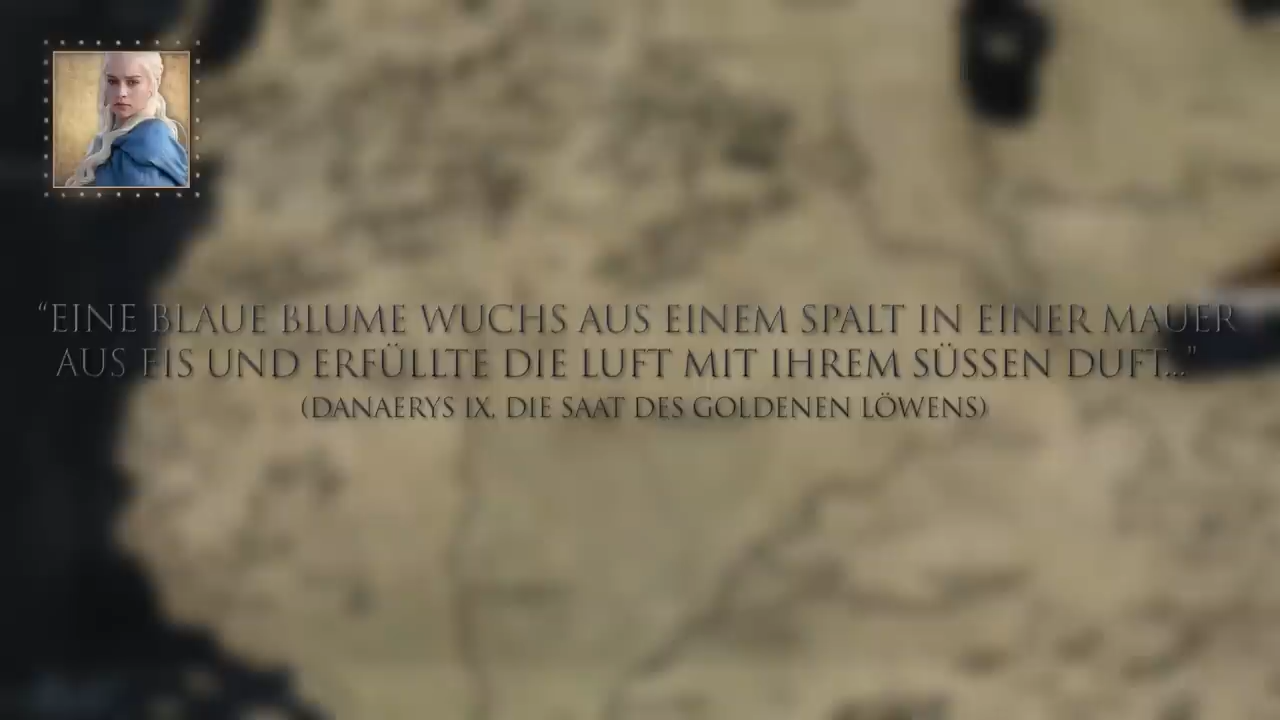 “EINE BLAUE BLUME WUCHS AUS EINEM SPALT IN EINER MAUER
AUS EIS UND ERFÜLLTE DIE LUFT MIT IHREM SÜSSEN DUFT...”
(DANAERYS IX, DIE SAAT DES GOLDENEN LÖWENS)